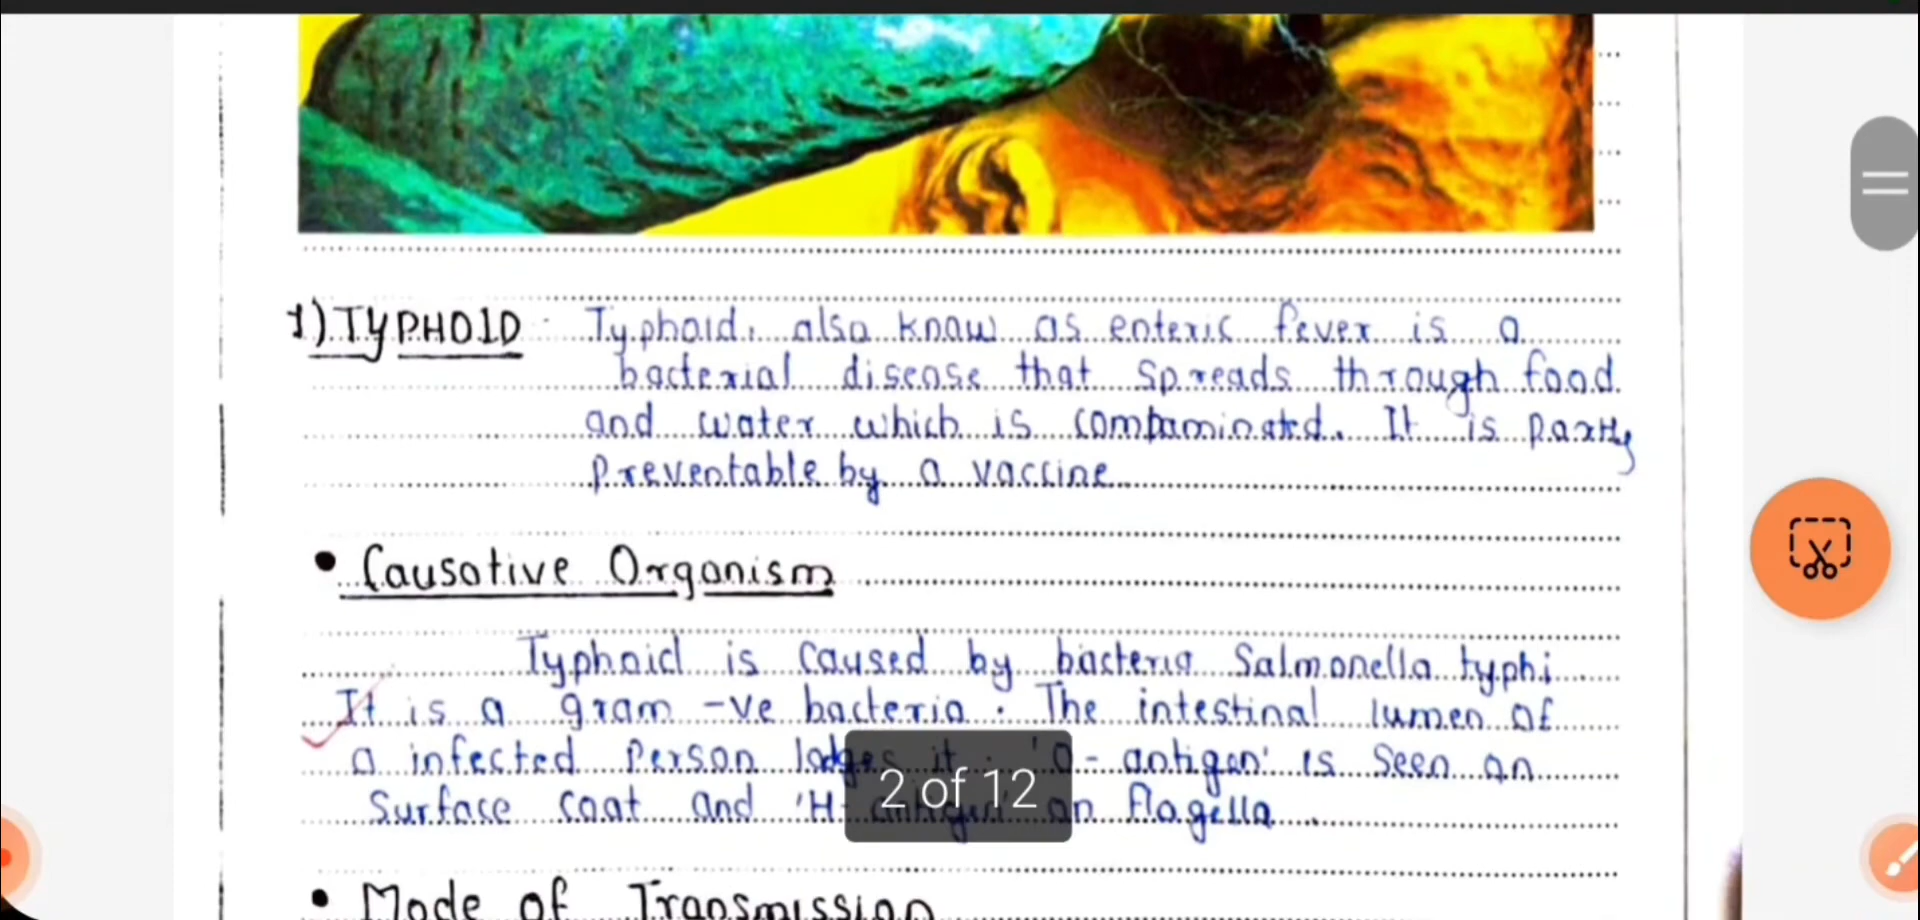 1) TYPHOID : Typhoid, also know as enteric fever is a
bacterial disease that spreads through food
and water which is contaminated. It is partly
preventable by a vaccine
• Causative Organism
Typhoid is caused by bacteria Salmonella typhi
It is a gram -ve bacteria. The intestinal lumen of
a infected person lodges it. 'O- antigen' is seen on
surface coat and 'H- antigen' on flagella.
2 of 12
• Mode of Transmission